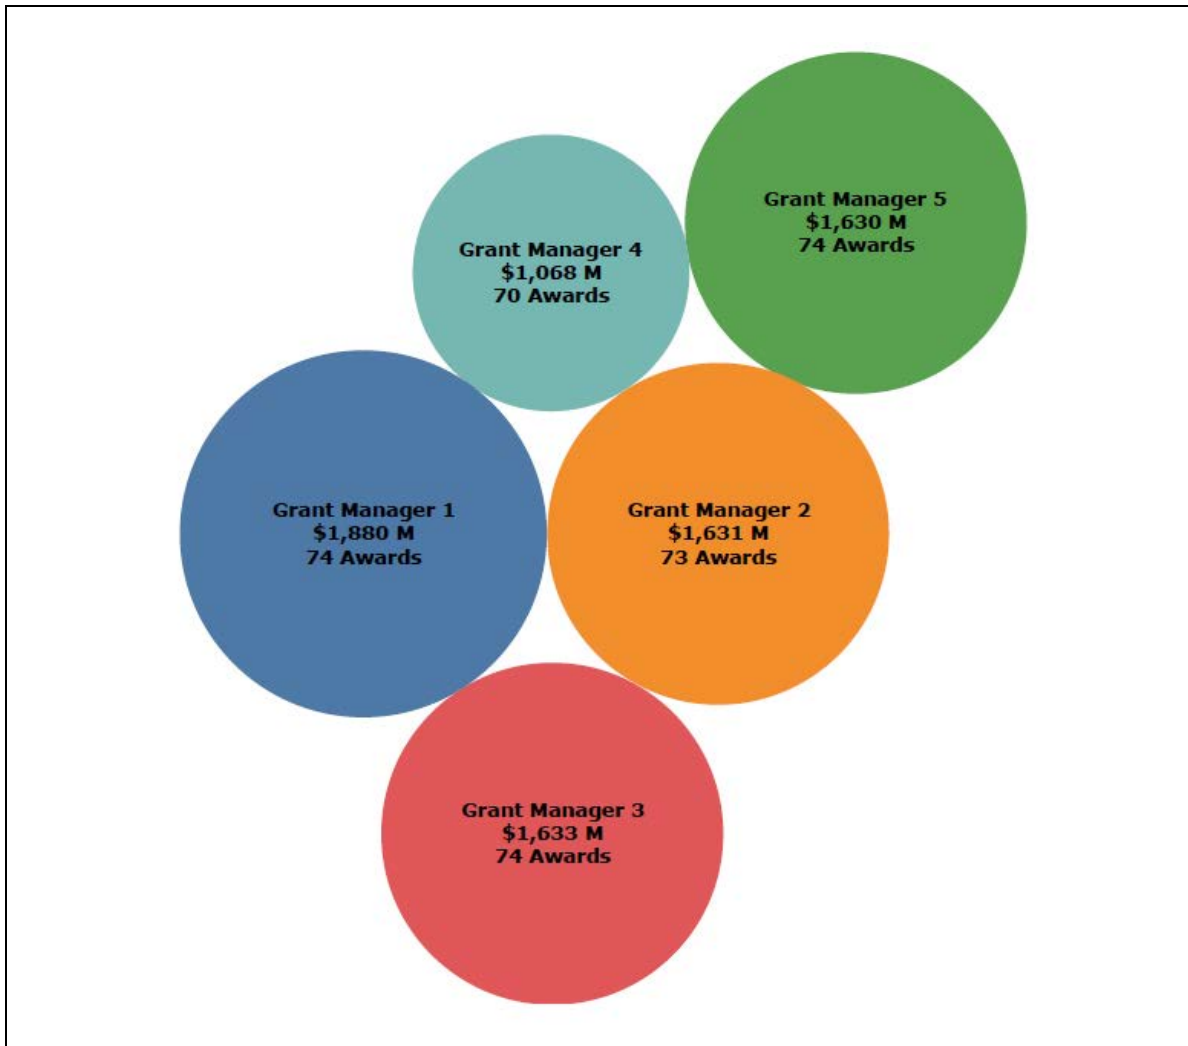 Grant Manager 5
$1,630 M
74 Awards
Grant Manager 4
$1,068 M
70 Awards
Grant Manager 1
$1,880 M
74 Awards
Grant Manager 2
$1,631 M
73 Awards
Grant Manager 3
$1,633 M
74 Awards